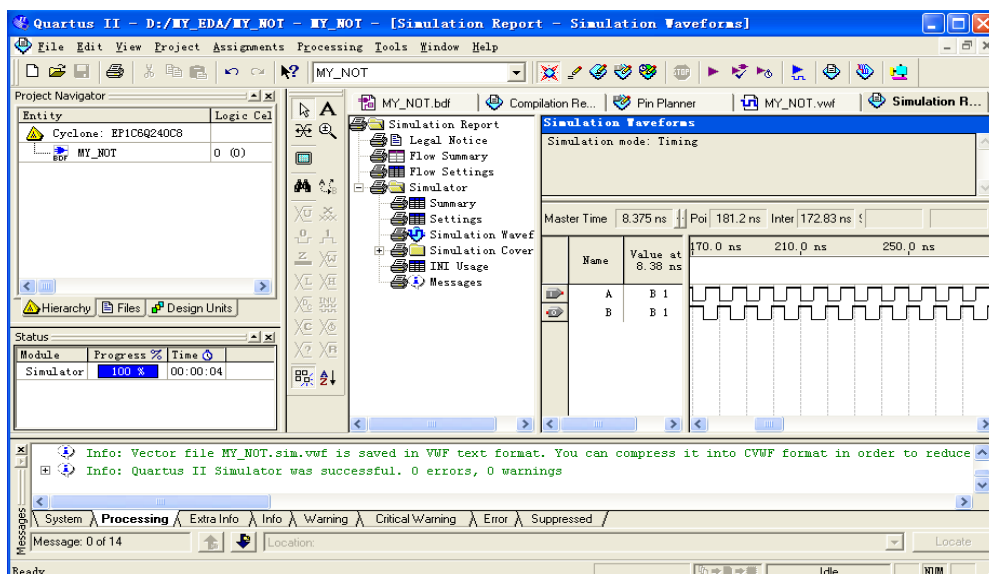 Quartus II - D:/MY_EDA/MY_NOT - MY_NOT - [Simulation Report - Simulation Waveforms]
File Edit View Project Assignments Processing Tools Window Help
MY_NOT
Project Navigator
Entity Logic Cel
Cyclone: EP1C6Q240C8
BDF MY_NOT 0 (0)
Hierarchy Files Design Units
Status
Module Progress % Time
Simulator 100 % 00:00:04
MY_NOT.bdf Compilation Re... Pin Planner MY_NOT.vwf Simulation R...
Simulation Report
Legal Notice
Flow Summary
Flow Settings
Simulator
Summary
Settings
Simulation Wavef
Simulation Cover
INI Usage
Messages
Simulation Waveforms
Simulation mode: Timing
Master Time 8.375 ns Poi 181.2 ns Inter 172.83 ns
Name Value at 8.38 ns 170.0 ns 210.0 ns 250.0 ns
A B 1
B B 1
Info: Vector file MY_NOT.sim.vwf is saved in VWF text format. You can compress it into CVWF format in order to reduce
Info: Quartus II Simulator was successful. 0 errors, 0 warnings
System Processing Extra Info Info Warning Critical Warning Error Suppressed
Messages
Message: 0 of 14 Location: Locate
Ready Idle NUM